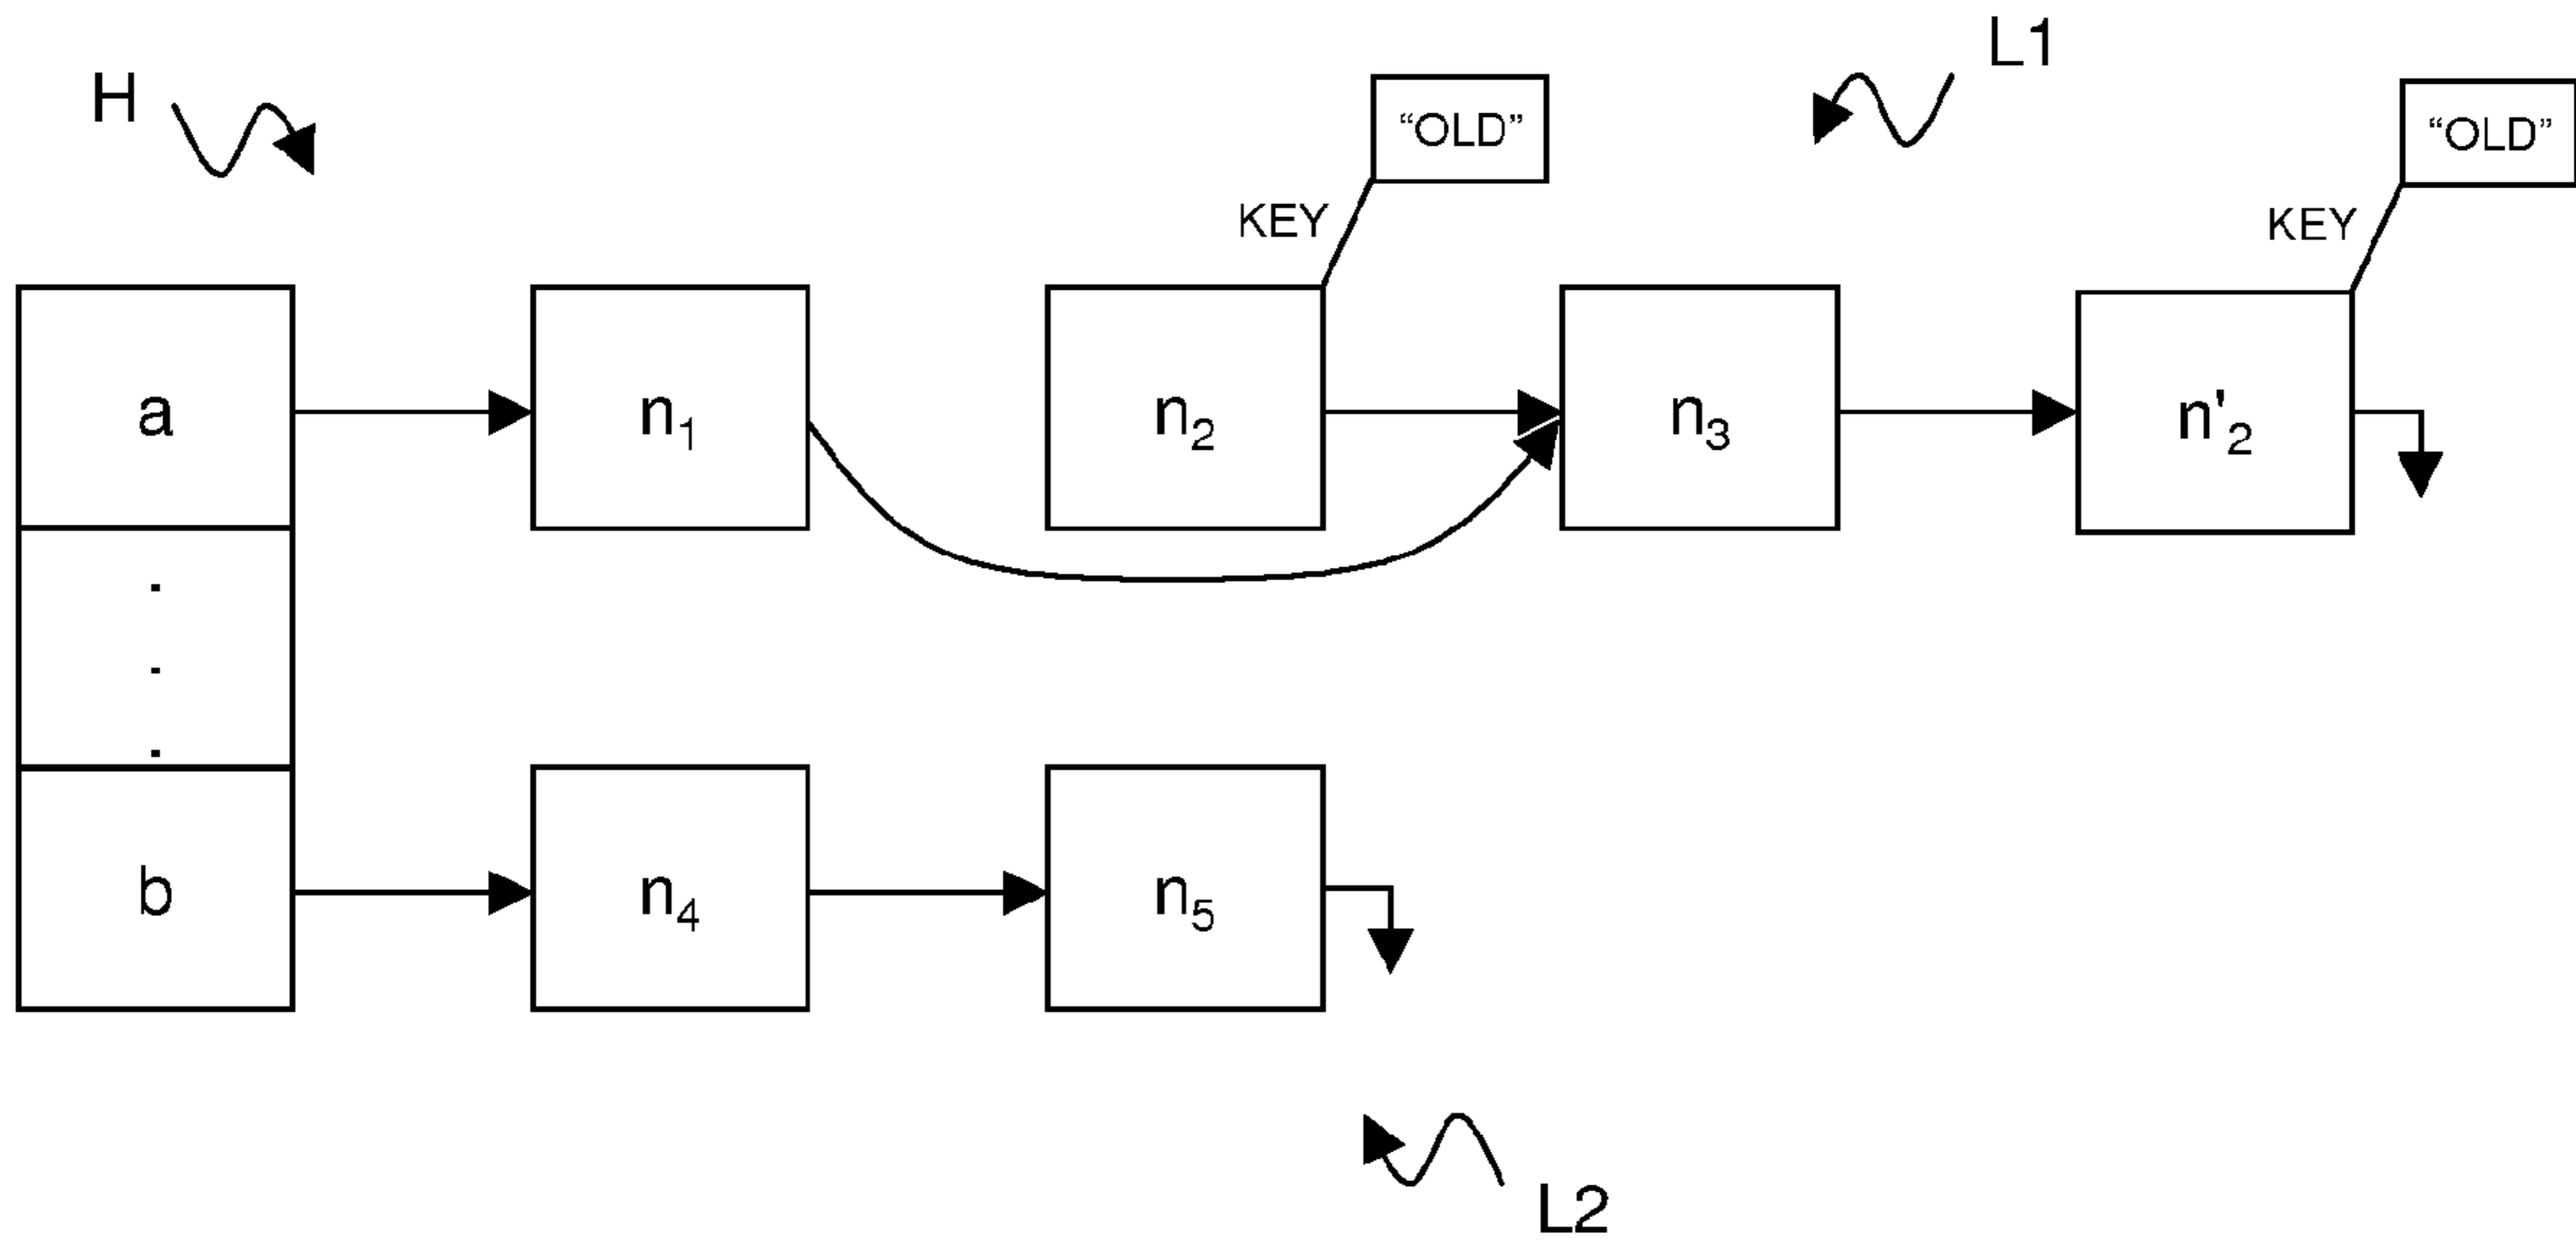 H
L1
“OLD”
“OLD”
KEY
KEY
a
n₁
n₂
n₃
n'₂
.
.
.
b
n₄
n₅
L2